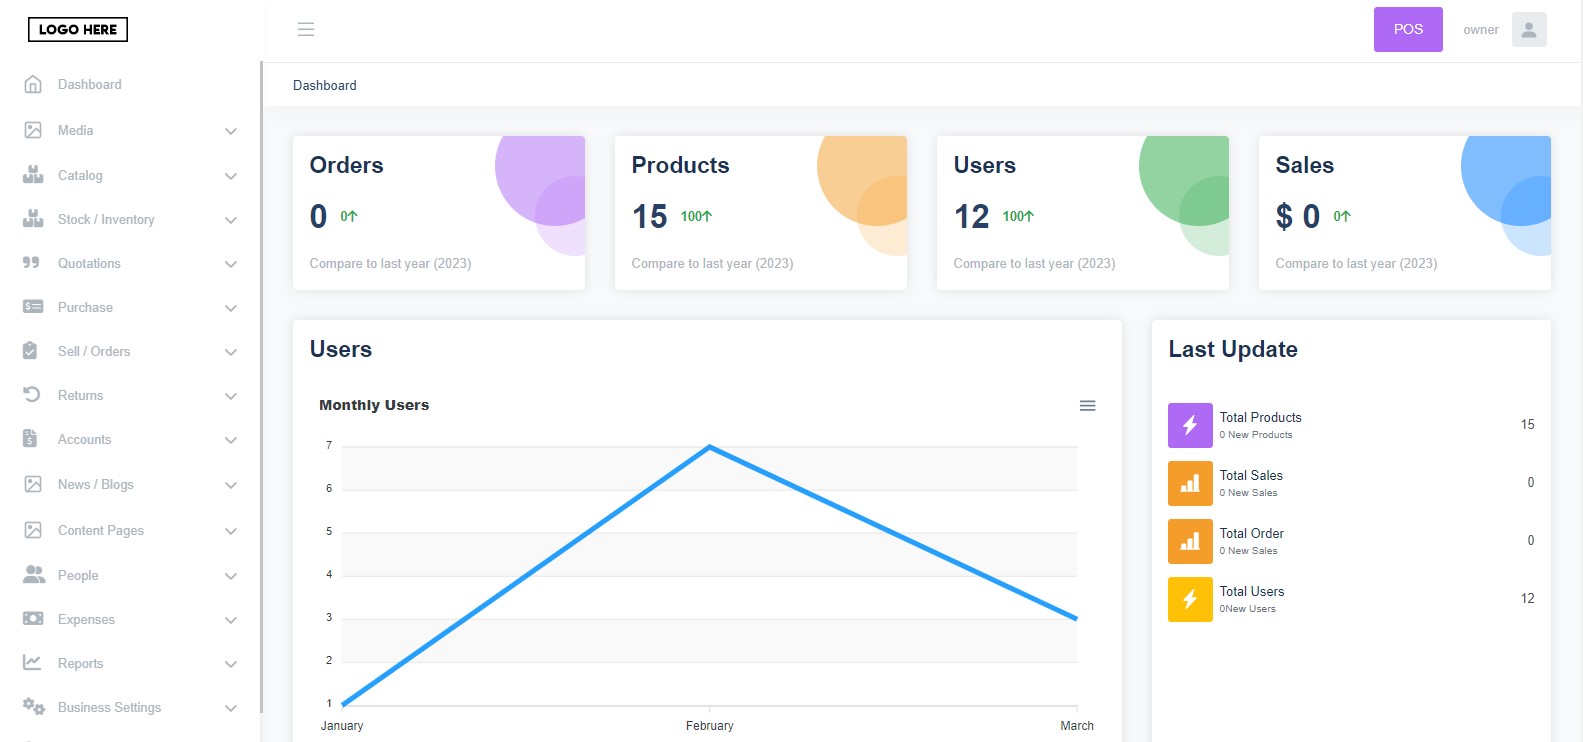 LOGO HERE
POS
owner
Dashboard
Dashboard
Media
Catalog
Stock / Inventory
Quotations
Purchase
Sell / Orders
Returns
Accounts
News / Blogs
Content Pages
People
Expenses
Reports
Business Settings
Orders
0 0↑
Compare to last year (2023)
Products
15 100↑
Compare to last year (2023)
Users
12 100↑
Compare to last year (2023)
Sales
$ 0 0↑
Compare to last year (2023)
Users
Monthly Users
7
6
5
4
3
2
1
January February March
Last Update
Total Products
0 New Products
15
Total Sales
0 New Sales
0
Total Order
0 New Sales
0
Total Users
0New Users
12